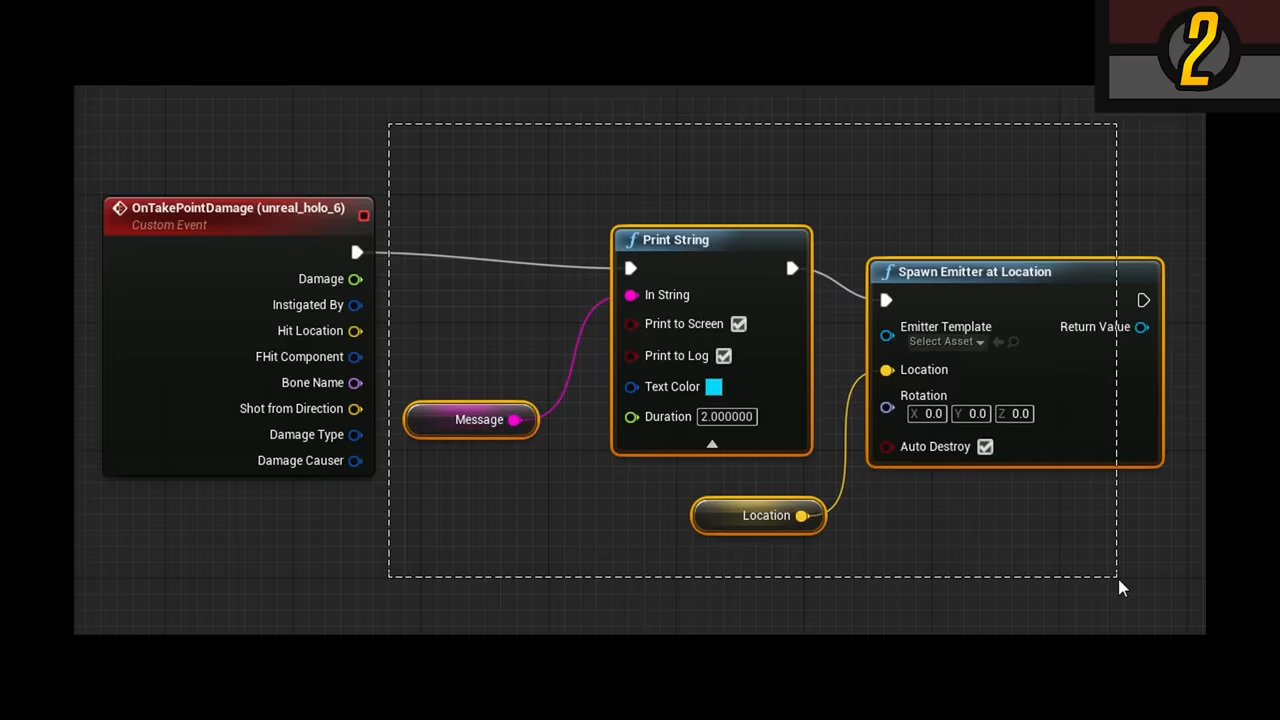 2
OnTakePointDamage (unreal_holo_6)
Custom Event
Damage
Instigated By
Hit Location
FHit Component
Bone Name
Shot from Direction
Damage Type
Damage Causer
Message
f Print String
In String
Print to Screen
Print to Log
Text Color
Duration 2.000000
Location
f Spawn Emitter at Location
Emitter Template
Select Asset
Return Value
Location
Rotation
X 0.0 Y 0.0 Z 0.0
Auto Destroy